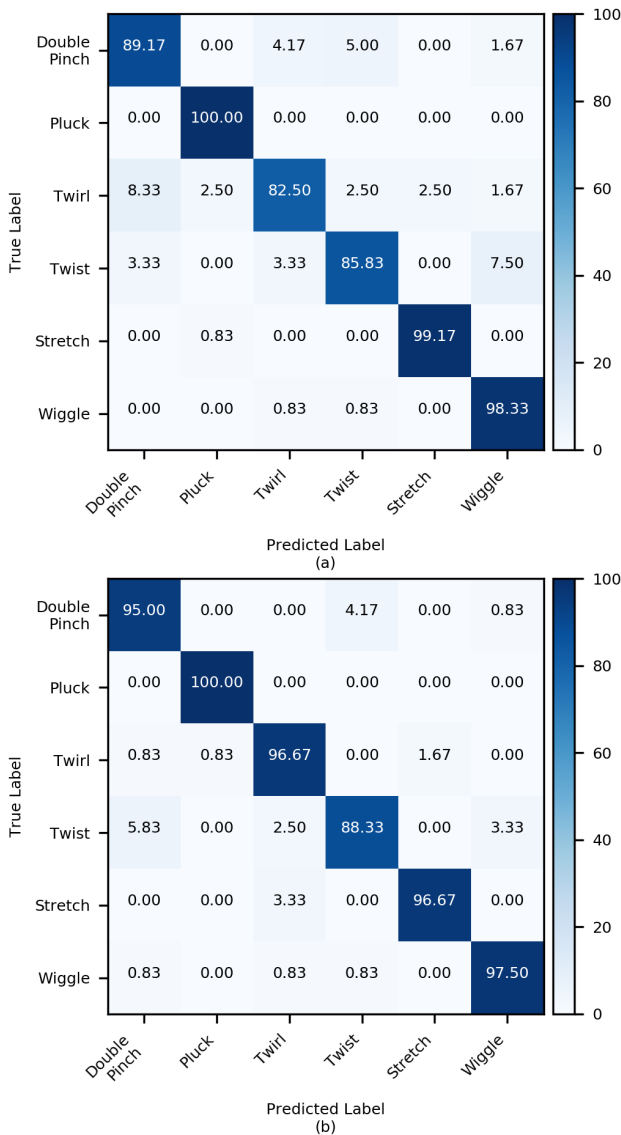 Double
Pinch 89.17 0.00 4.17 5.00 0.00 1.67
Pluck 0.00 100.00 0.00 0.00 0.00 0.00
Twirl 8.33 2.50 82.50 2.50 2.50 1.67
Twist 3.33 0.00 3.33 85.83 0.00 7.50
Stretch 0.00 0.83 0.00 0.00 99.17 0.00
Wiggle 0.00 0.00 0.83 0.83 0.00 98.33
True Label
100
80
60
40
20
0
Double
Pinch
Pluck
Twirl
Twist
Stretch
Wiggle
Predicted Label
(a)
Double
Pinch 95.00 0.00 0.00 4.17 0.00 0.83
Pluck 0.00 100.00 0.00 0.00 0.00 0.00
Twirl 0.83 0.83 96.67 0.00 1.67 0.00
Twist 5.83 0.00 2.50 88.33 0.00 3.33
Stretch 0.00 0.00 3.33 0.00 96.67 0.00
Wiggle 0.83 0.00 0.83 0.83 0.00 97.50
True Label
100
80
60
40
20
0
Double
Pinch
Pluck
Twirl
Twist
Stretch
Wiggle
Predicted Label
(b)